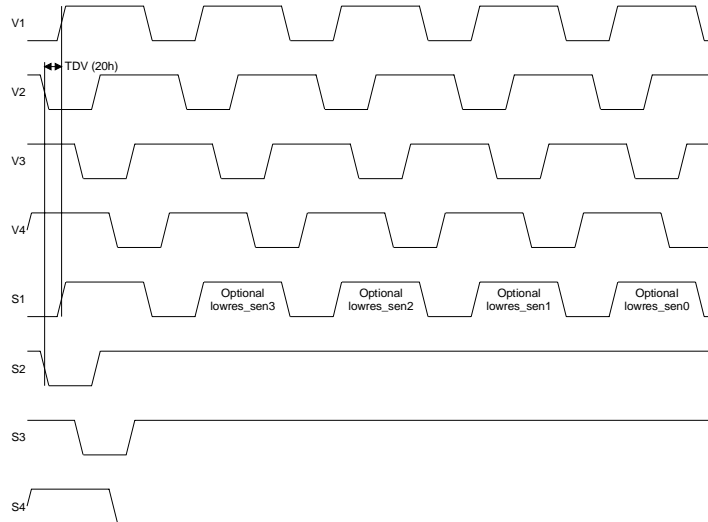 V1
TDV (20h)
V2
V3
V4
S1
Optional
lowres_sen3
Optional
lowres_sen2
Optional
lowres_sen1
Optional
lowres_sen0
S2
S3
S4